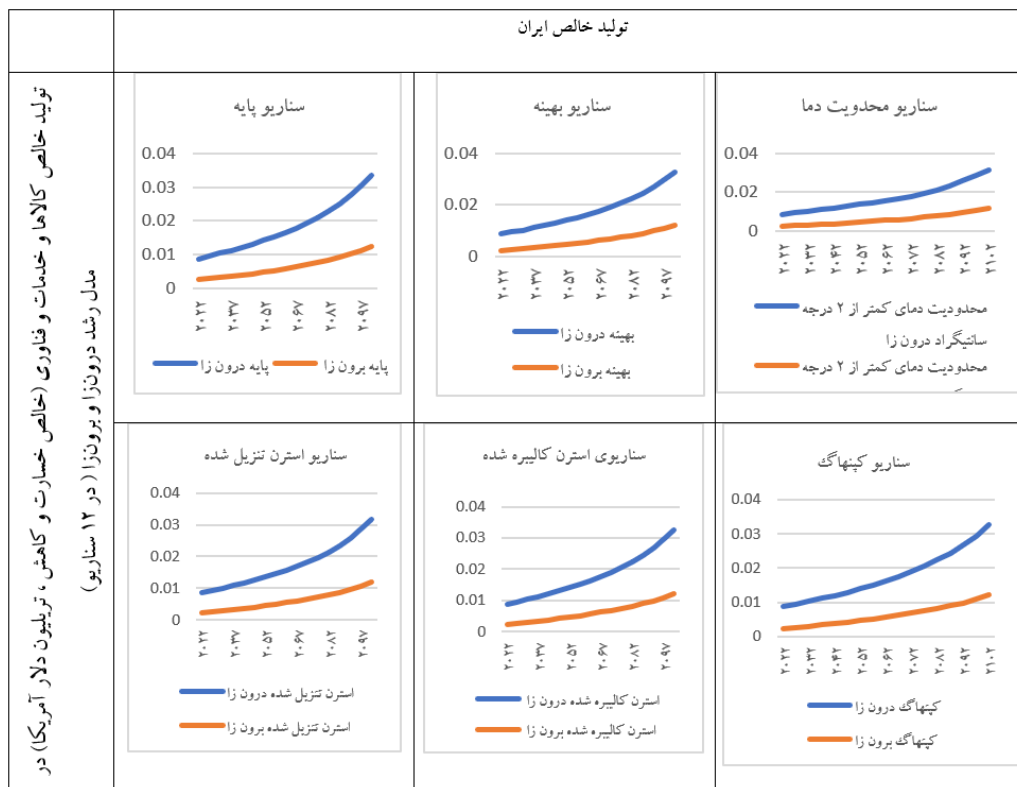 تولید خالص ایران
تولید خالص کالاها و خدمات و فناوری (خالص خسارت و کاهش ، تریلیون دلار آمریکا) در
مدل رشد درون‌زا و برون‌زا ( در ۱۲ سناریو)
سناریو محدودیت دما
0.04
0.02
0
۲۰۲۲ ۲۰۳۲ ۲۰۴۲ ۲۰۵۲ ۲۰۶۲ ۲۰۷۲ ۲۰۸۲ ۲۰۹۲ ۲۱۰۲
محدودیت دمای کمتر از ۲ درجه
سانتیگراد درون زا
محدودیت دمای کمتر از ۲ درجه
سناریو بهینه
0.04
0.02
0
۲۰۲۲ ۲۰۳۷ ۲۰۵۲ ۲۰۶۷ ۲۰۸۲ ۲۰۹۷
بهینه درون زا
بهینه برون زا
سناریو پایه
0.04
0.03
0.02
0.01
0
۲۰۲۲ ۲۰۳۷ ۲۰۵۲ ۲۰۶۷ ۲۰۸۲ ۲۰۹۷
پایه برون زا پایه درون زا
سناریو کپنهاگ
0.04
0.03
0.02
0.01
0
۲۰۲۲ ۲۰۳۲ ۲۰۴۲ ۲۰۵۲ ۲۰۶۲ ۲۰۷۲ ۲۰۸۲ ۲۰۹۲ ۲۱۰۲
کپنهاگ درون زا
کپنهاگ برون زا
سناریوی استرن کالیبره شده
0.04
0.03
0.02
0.01
0
۲۰۲۲ ۲۰۳۷ ۲۰۵۲ ۲۰۶۷ ۲۰۸۲ ۲۰۹۷
استرن کالیبره شده درون زا
استرن کالیبره شده برون زا
سناریو استرن تنزیل شده
0.04
0.03
0.02
0.01
0
۲۰۲۲ ۲۰۳۷ ۲۰۵۲ ۲۰۶۷ ۲۰۸۲ ۲۰۹۷
استرن تنزیل شده درون زا
استرن تنزیل شده برون زا